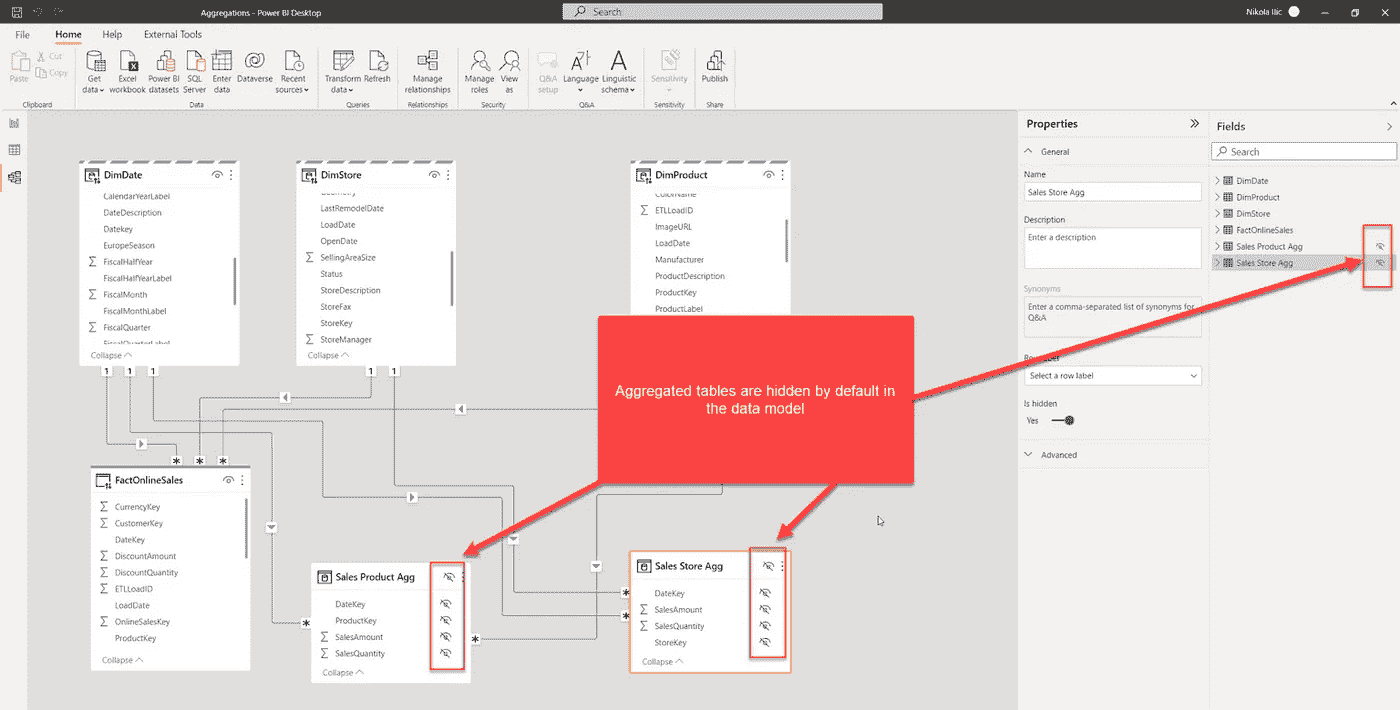 Aggregations - Power BI Desktop
Search
Nikola Ilic
File Home Help External Tools
Paste
Cut
Copy
Clipboard
Get data
Excel workbook
Power BI datasets
SQL Server
Enter data
Dataverse
Recent sources
Data
Transform data
Refresh
Queries
Manage relationships
Relationships
Manage roles
View as
Security
Q&A setup
Language
Linguistic schema
Q&A
Sensitivity
Sensitivity
Publish
Share
DimDate
CalendarYearLabel
DateDescription
Datekey
EuropeSeason
FiscalHalfYear
FiscalHalfYearLabel
FiscalMonth
FiscalMonthLabel
FiscalQuarter
FiscalQuarterLabel
Collapse
DimStore
Geometry
LastRemodelDate
LoadDate
OpenDate
SellingAreaSize
Status
StoreDescription
StoreFax
StoreKey
StoreManager
Collapse
DimProduct
ColorName
ETLLoadID
ImageURL
LoadDate
Manufacturer
ProductDescription
ProductKey
ProductLabel
1 1 1
1 1
Aggregated tables are hidden by default in
the data model
* * *
FactOnlineSales
CurrencyKey
CustomerKey
DateKey
DiscountAmount
DiscountQuantity
ETLLoadID
LoadDate
OnlineSalesKey
ProductKey
Collapse
*
Sales Product Agg
DateKey
ProductKey
SalesAmount
SalesQuantity
Collapse
*
*
*
Sales Store Agg
DateKey
SalesAmount
SalesQuantity
StoreKey
Collapse
Properties
General
Name
Sales Store Agg
Description
Enter a description
Synonyms
Enter a comma-separated list of synonyms for
Q&A
Select a row label
Is hidden
Yes
Advanced
Fields
Search
DimDate
DimProduct
DimStore
FactOnlineSales
Sales Product Agg
Sales Store Agg